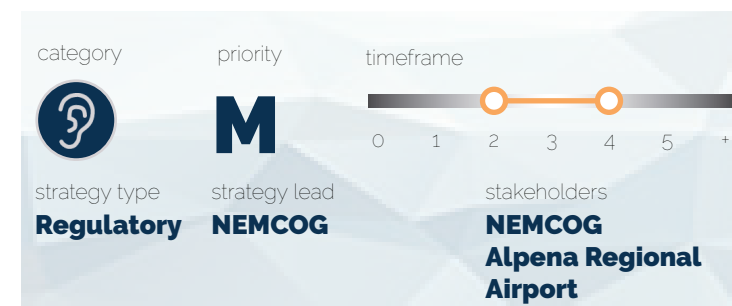 category priority timeframe
M
0 1 2 3 4 5 +
strategy type strategy lead stakeholders
Regulatory NEMCOG NEMCOG
Alpena Regional
Airport